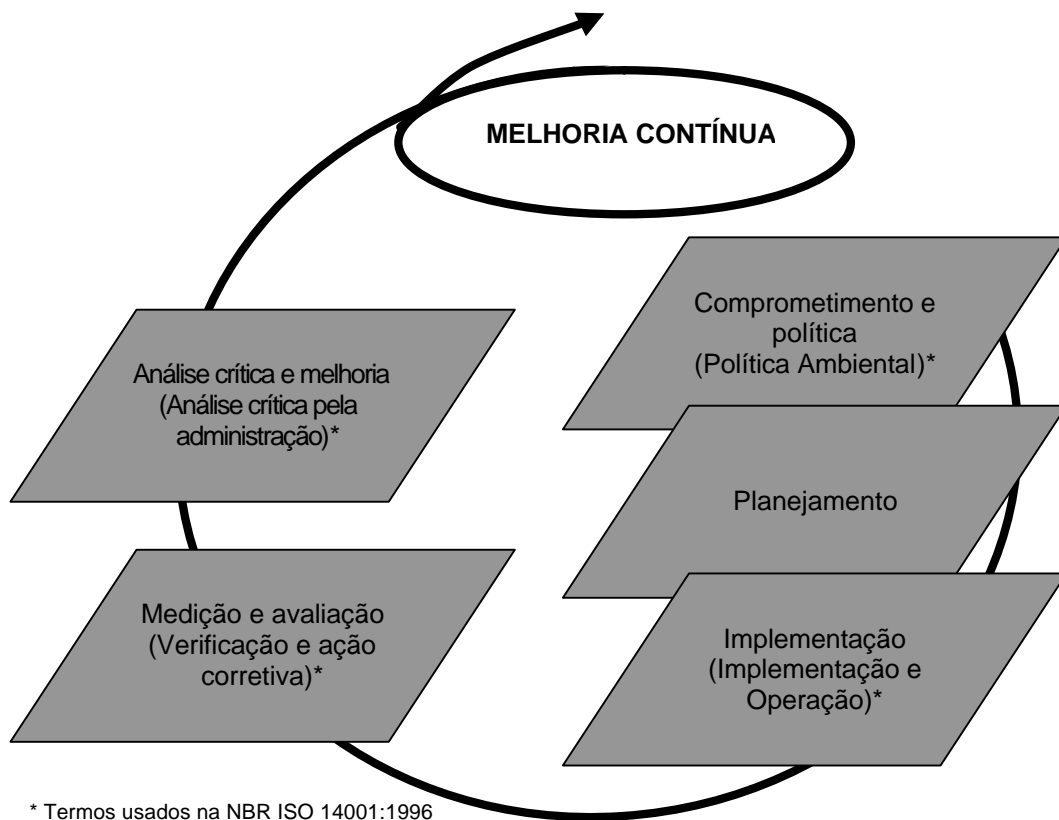 MELHORIA CONTÍNUA
Comprometimento e
política
(Política Ambiental)*
Planejamento
Implementação
(Implementação e
Operação)*
Medição e avaliação
(Verificação e ação
corretiva)*
Análise crítica e melhoria
(Análise crítica pela
administração)*
* Termos usados na NBR ISO 14001:1996